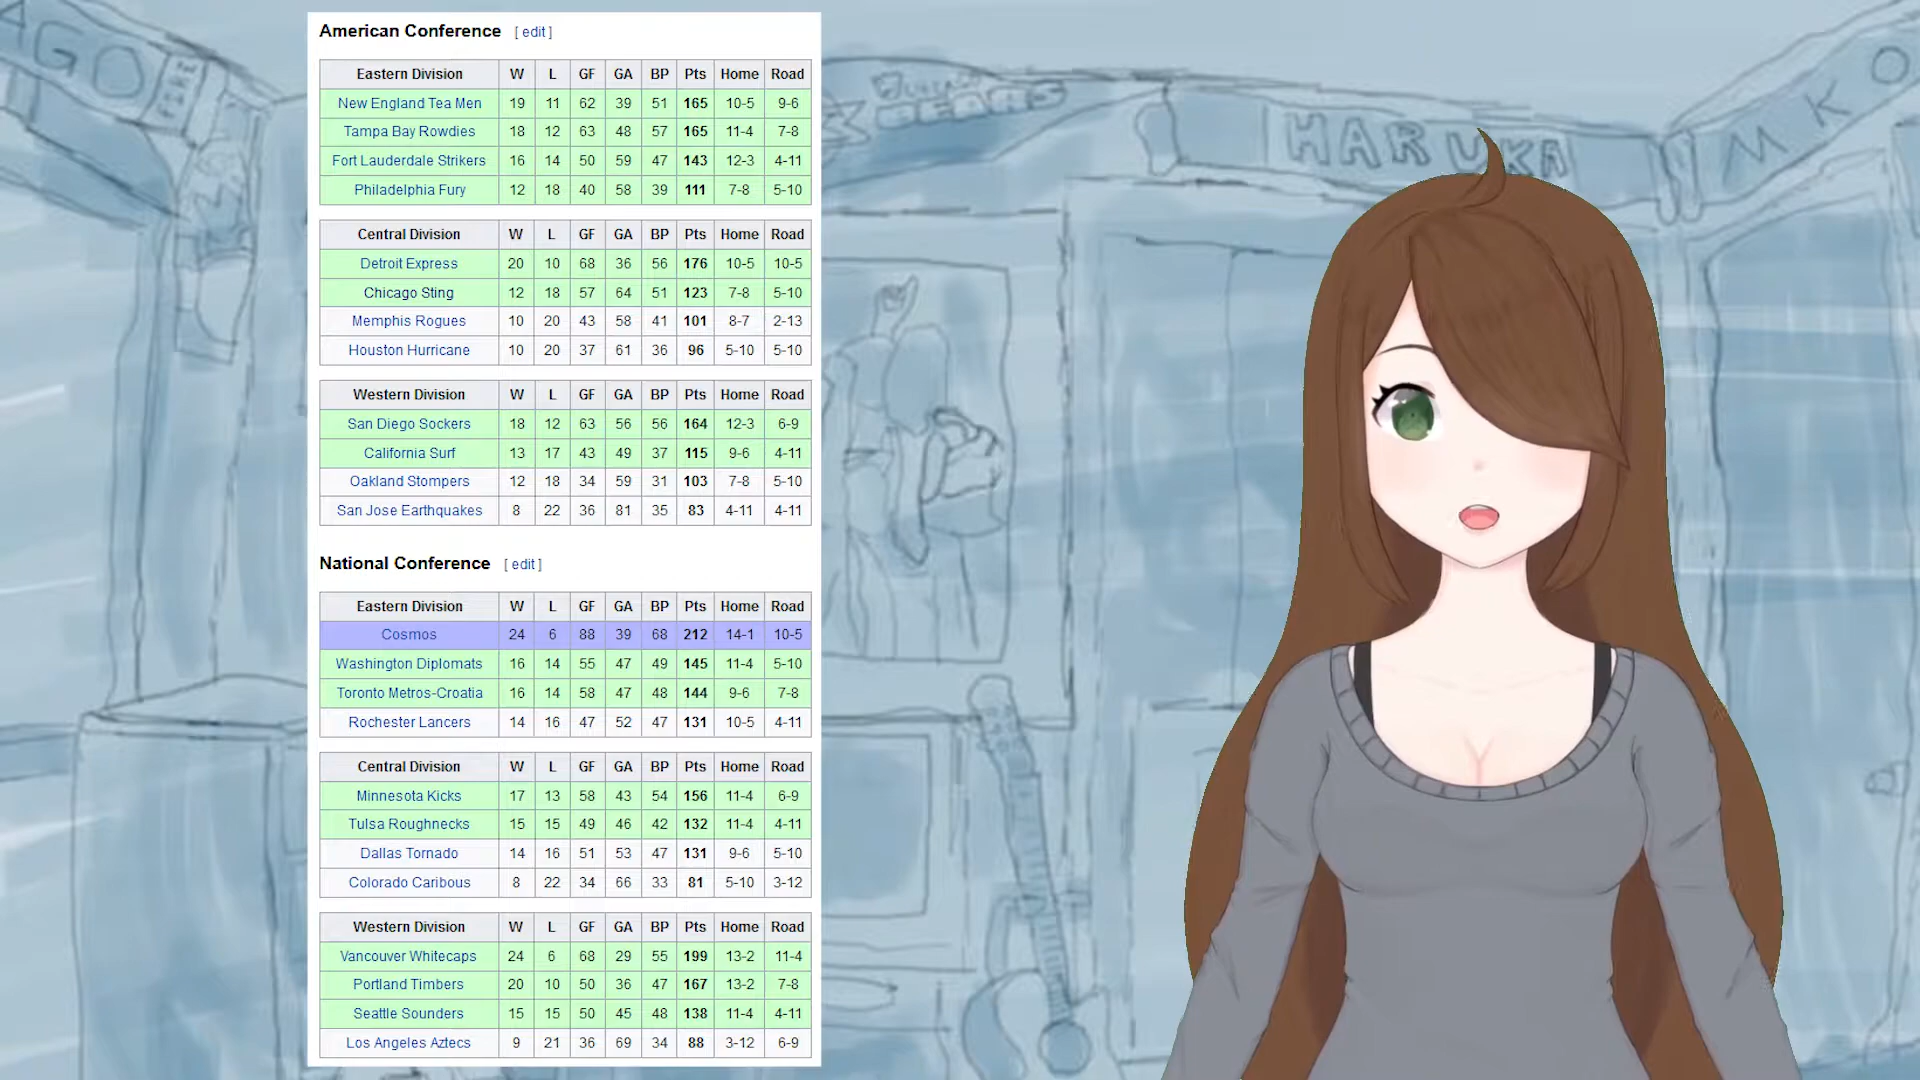 American Conference [ edit ]
Eastern Division W L GF GA BP Pts Home Road
New England Tea Men 19 11 62 39 51 165 10-5 9-6
Tampa Bay Rowdies 18 12 63 48 57 165 11-4 7-8
Fort Lauderdale Strikers 16 14 50 59 47 143 12-3 4-11
Philadelphia Fury 12 18 40 58 39 111 7-8 5-10
Central Division W L GF GA BP Pts Home Road
Detroit Express 20 10 68 36 56 176 10-5 10-5
Chicago Sting 12 18 57 64 51 123 7-8 5-10
Memphis Rogues 10 20 43 58 41 101 8-7 2-13
Houston Hurricane 10 20 37 61 36 96 5-10 5-10
Western Division W L GF GA BP Pts Home Road
San Diego Sockers 18 12 63 56 56 164 12-3 6-9
California Surf 13 17 43 49 37 115 9-6 4-11
Oakland Stompers 12 18 34 59 31 103 7-8 5-10
San Jose Earthquakes 8 22 36 81 35 83 4-11 4-11
National Conference [ edit ]
Eastern Division W L GF GA BP Pts Home Road
Cosmos 24 6 88 39 68 212 14-1 10-5
Washington Diplomats 16 14 55 47 49 145 11-4 5-10
Toronto Metros-Croatia 16 14 58 47 48 144 9-6 7-8
Rochester Lancers 14 16 47 52 47 131 10-5 4-11
Central Division W L GF GA BP Pts Home Road
Minnesota Kicks 17 13 58 43 54 156 11-4 6-9
Tulsa Roughnecks 15 15 49 46 42 132 11-4 4-11
Dallas Tornado 14 16 51 53 47 131 9-6 5-10
Colorado Caribous 8 22 34 66 33 81 5-10 3-12
Western Division W L GF GA BP Pts Home Road
Vancouver Whitecaps 24 6 68 29 55 199 13-2 11-4
Portland Timbers 20 10 50 36 47 167 13-2 7-8
Seattle Sounders 15 15 50 45 48 138 11-4 4-11
Los Angeles Aztecs 9 21 36 69 34 88 3-12 6-9
AGO
BEARS
HARUKA